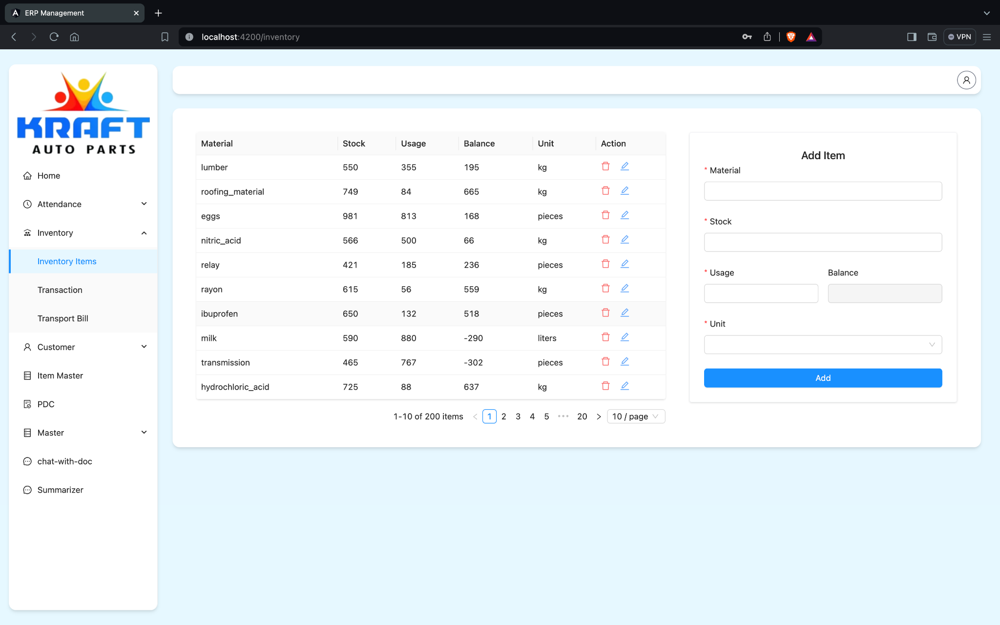 ERP Management
localhost:4200/inventory
VPN
KRAFT
AUTO PARTS
Home
Attendance
Inventory
Inventory Items
Transaction
Transport Bill
Customer
Item Master
PDC
Master
chat-with-doc
Summarizer
Material Stock Usage Balance Unit Action
lumber 550 355 195 kg
roofing_material 749 84 665 kg
eggs 981 813 168 pieces
nitric_acid 566 500 66 kg
relay 421 185 236 pieces
rayon 615 56 559 kg
ibuprofen 650 132 518 pieces
milk 590 880 -290 liters
transmission 465 767 -302 pieces
hydrochloric_acid 725 88 637 kg
1-10 of 200 items < 1 2 3 4 5 ••• 20 > 10 / page
Add Item
* Material
* Stock
* Usage Balance
* Unit
Add